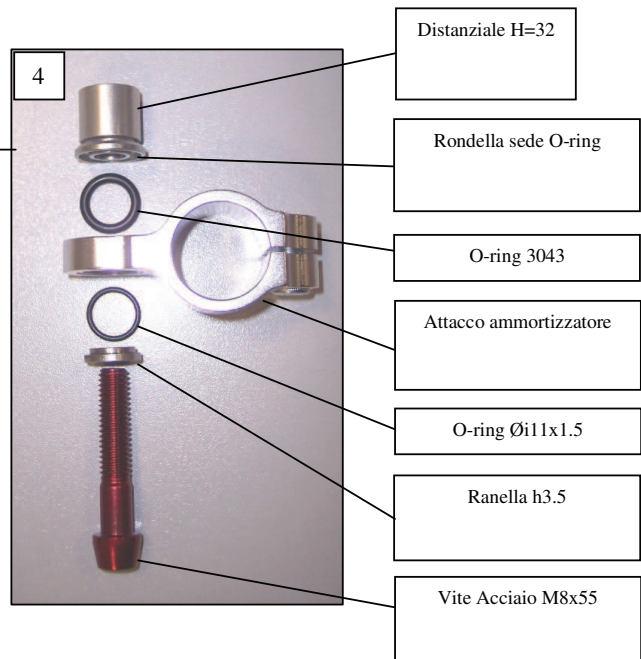 4
Distanziale H=32
Rondella sede O-ring
O-ring 3043
Attacco ammortizzatore
O-ring Øi11x1.5
Ranella h3.5
Vite Acciaio M8x55